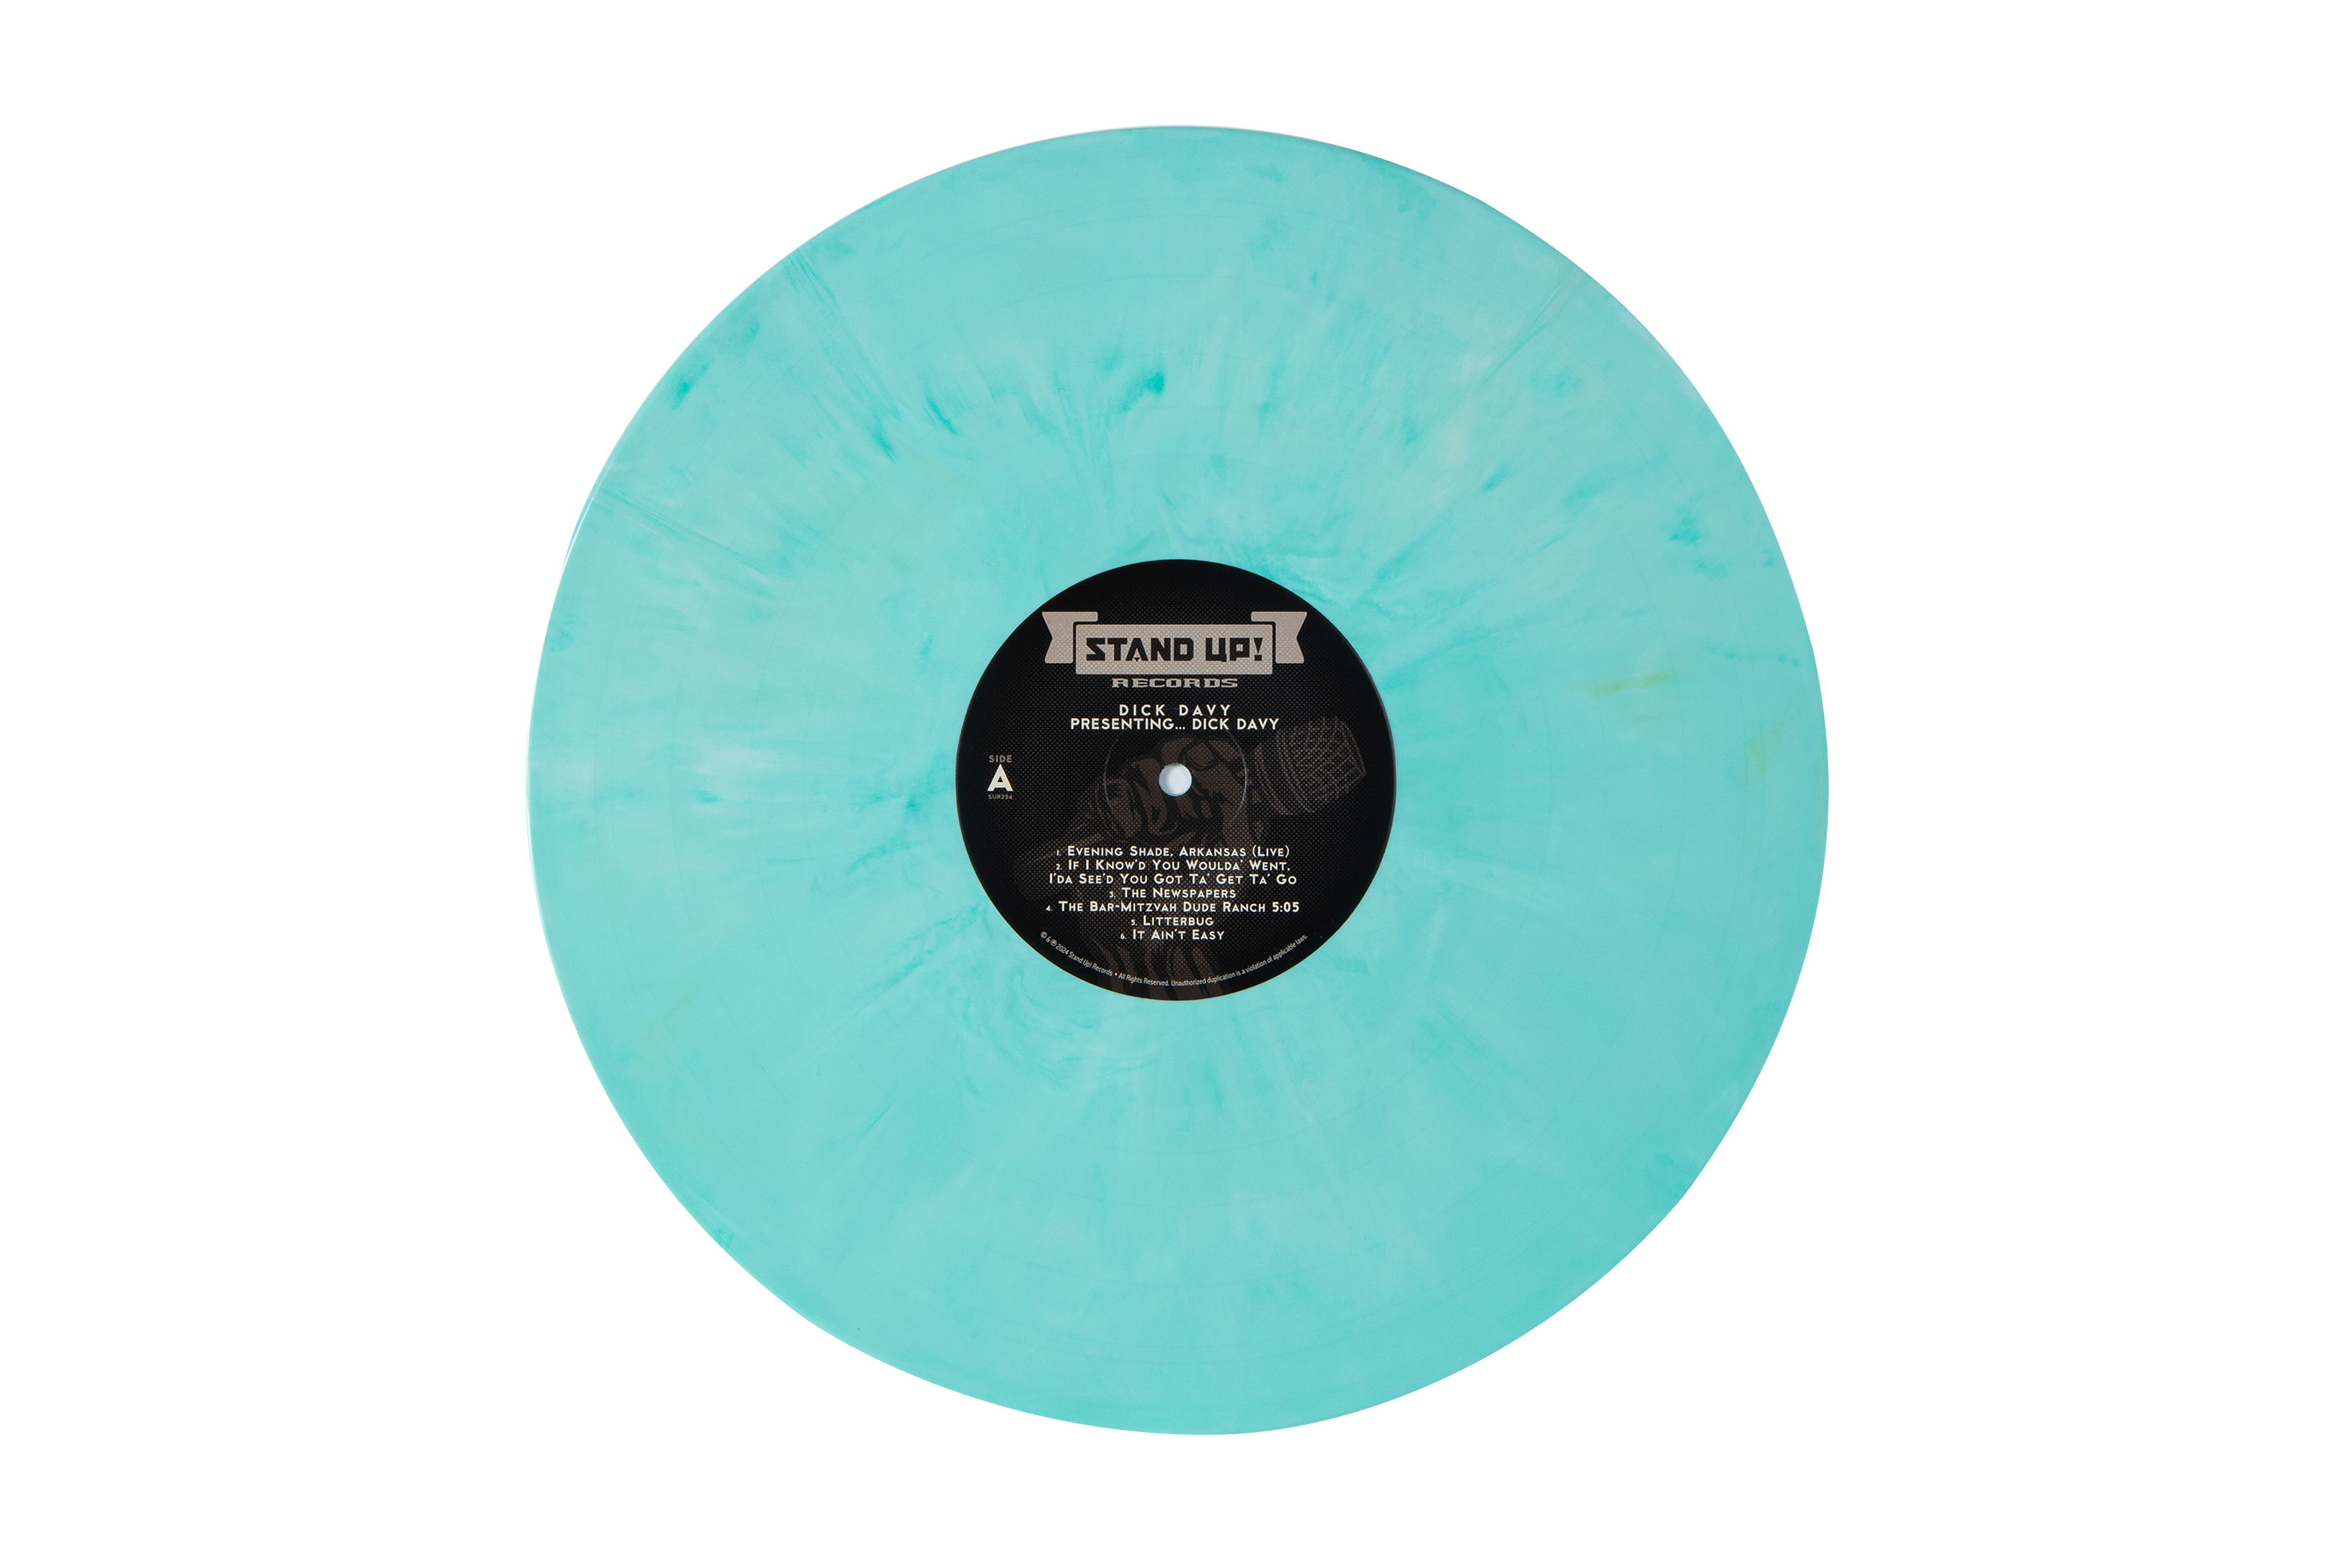 STAND UP!
RECORDS
DICK DAVY
PRESENTING... DICK DAVY
SIDE
A
SUR234
1. Evening Shade, Arkansas (Live)
2. If I Know'd You Woulda' Went,
I'da See'd You Got Ta' Get Ta' Go
3. The Newspapers
4. The Bar-Mitzvah Dude Ranch 5:05
5. Litterbug
6. It Ain't Easy
© & ℗ 2024 Stand Up! Records • All Rights Reserved. Unauthorized duplication is a violation of applicable laws.